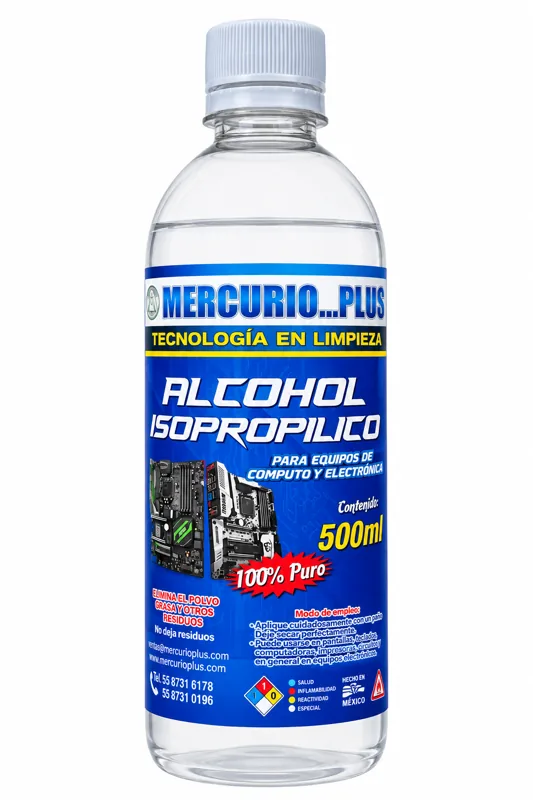 MERCURIO...PLUS
TECNOLOGÍA EN LIMPIEZA
ALCOHOL
ISOPROPILICO
PARA EQUIPOS DE
COMPUTO Y ELECTRÓNICA
Contenido:
500ml
100% Puro
ELIMINA EL POLVO
GRASA Y OTROS
RESIDUOS
No deja residuos
ventas@mercurioplus.com
www.mercurioplus.com
Tel. 55 8731 6178
55 8731 0196
Modo de empleo:
• Aplique cuidadosamente con un paño
Deje secar perfectamente.
• Puede usarse en pantallas, teclados,
computadoras, impresoras, circuitos y
en general en equipos electrónicos.
1
1
0
SALUD
INFLAMABILIDAD
REACTIVIDAD
ESPECIAL
HECHO EN
MÉXICO